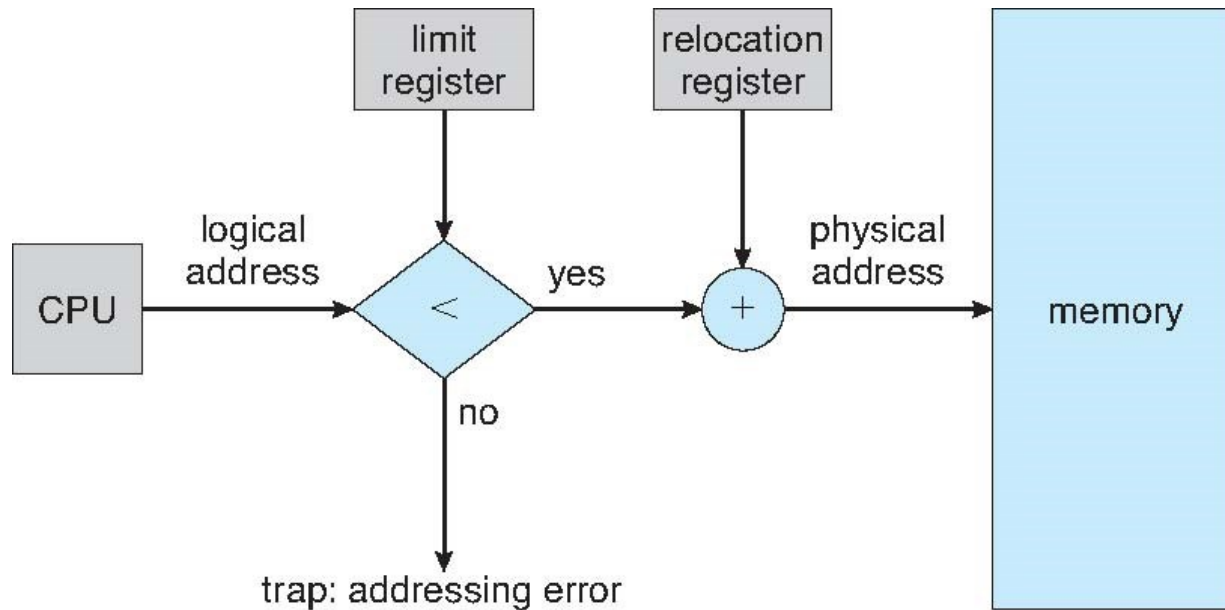 limit
register
relocation
register
logical
address
physical
address
CPU
<
yes
+
memory
no
trap: addressing error